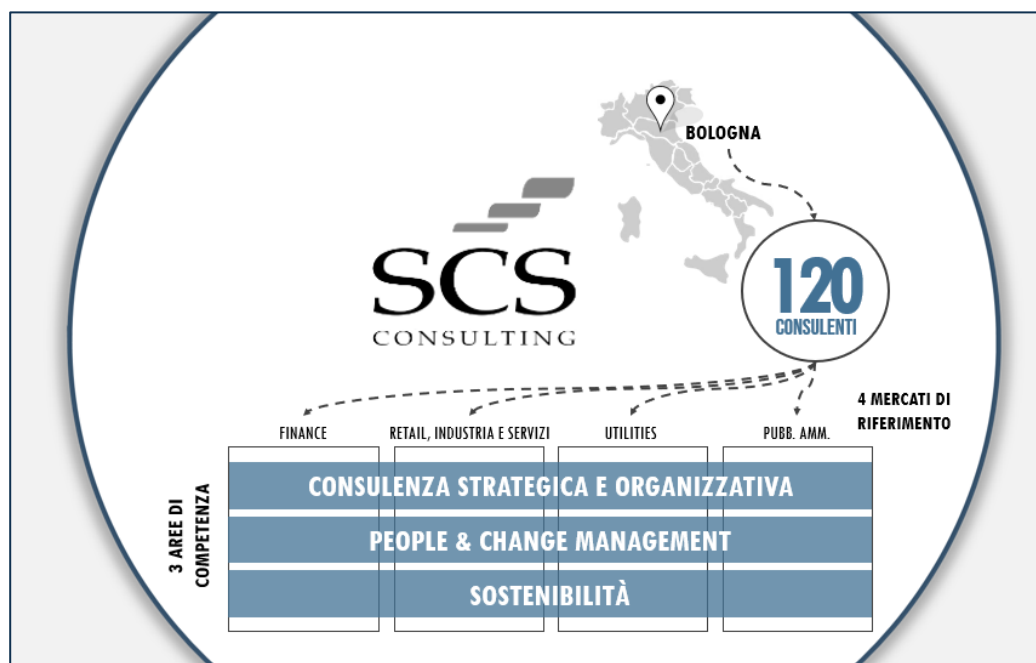 BOLOGNA
SCS
CONSULTING
120
CONSULENTI
4 MERCATI DI
RIFERIMENTO
FINANCE
RETAIL, INDUSTRIA E SERVIZI
UTILITIES
PUBB. AMM.
3 AREE DI
COMPETENZA
CONSULENZA STRATEGICA E ORGANIZZATIVA
PEOPLE & CHANGE MANAGEMENT
SOSTENIBILITÀ